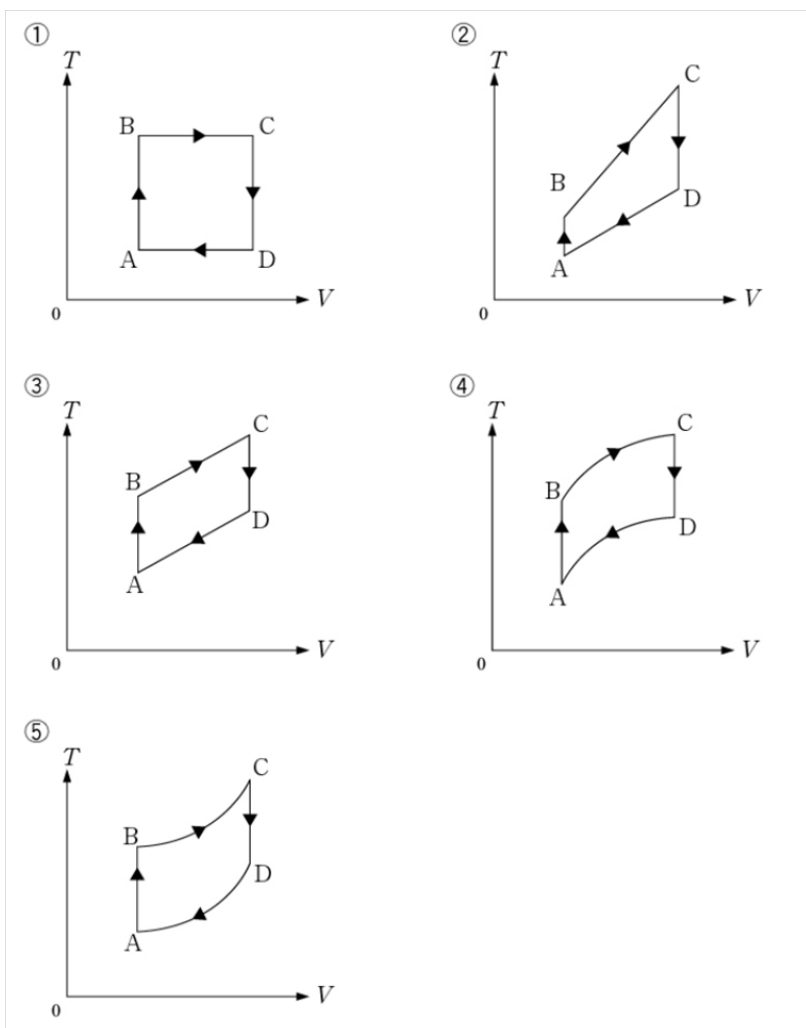 ① ②
T T
C
B C
B
D
A D A
0 V 0 V
③ ④
T T
C C
B B
D D
A A
0 V 0 V
⑤
T
C
B
D
A
0 V